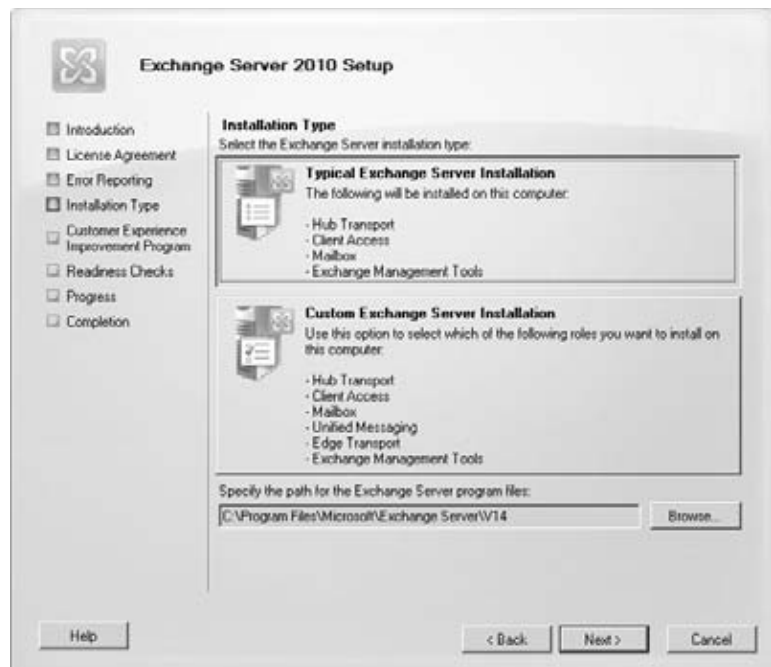 Exchange Server 2010 Setup
Introduction
License Agreement
Error Reporting
Installation Type
Customer Experience
Improvement Program
Readiness Checks
Progress
Completion
Installation Type
Select the Exchange Server installation type:
Typical Exchange Server Installation
The following will be installed on this computer:
- Hub Transport
- Client Access
- Mailbox
- Exchange Management Tools
Custom Exchange Server Installation
Use this option to select which of the following roles you want to install on
this computer:
- Hub Transport
- Client Access
- Mailbox
- Unified Messaging
- Edge Transport
- Exchange Management Tools
Specify the path for the Exchange Server program files:
C:\Program Files\Microsoft\Exchange Server\V14
Browse...
Help
< Back
Next >
Cancel